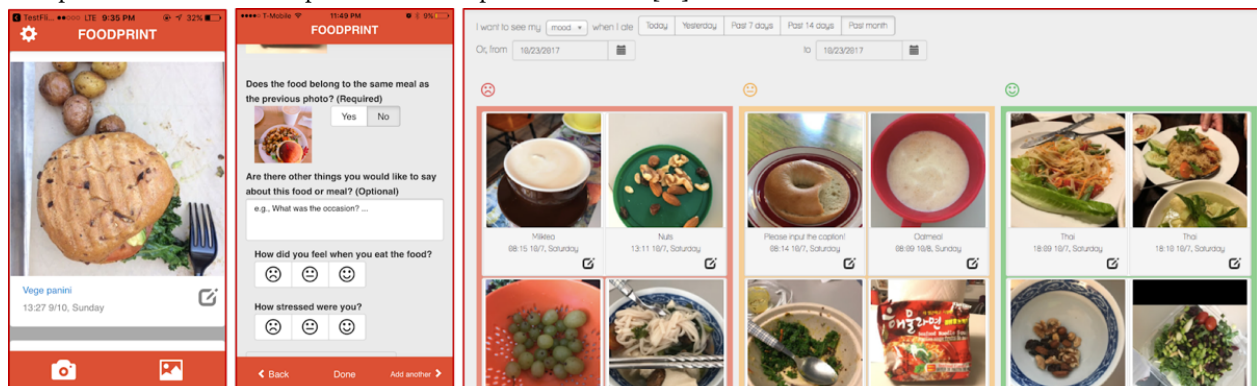 TestFli... LTE 9:35 PM 32%
FOODPRINT
Vege panini
13:27 9/10, Sunday
T-Mobile 11:49 PM 9%
FOODPRINT
Does the food belong to the same meal as
the previous photo? (Required)
Yes No
Are there other things you would like to say
about this food or meal? (Optional)
e.g., What was the occasion? ...
How did you feel when you eat the food?
How stressed were you?
Back Done Add another
I want to see my mood when I ate Today Yesterday Past 7 days Past 14 days Past month
Or, from 10/23/2017 to 10/23/2017
Milktea
08:15 10/7, Saturday
Nuts
13:11 10/7, Saturday
Please input the caption!
08:14 10/7, Saturday
Oatmeal
08:09 10/8, Sunday
Thai
18:09 10/7, Saturday
Thai
18:10 10/7, Saturday
해물라면